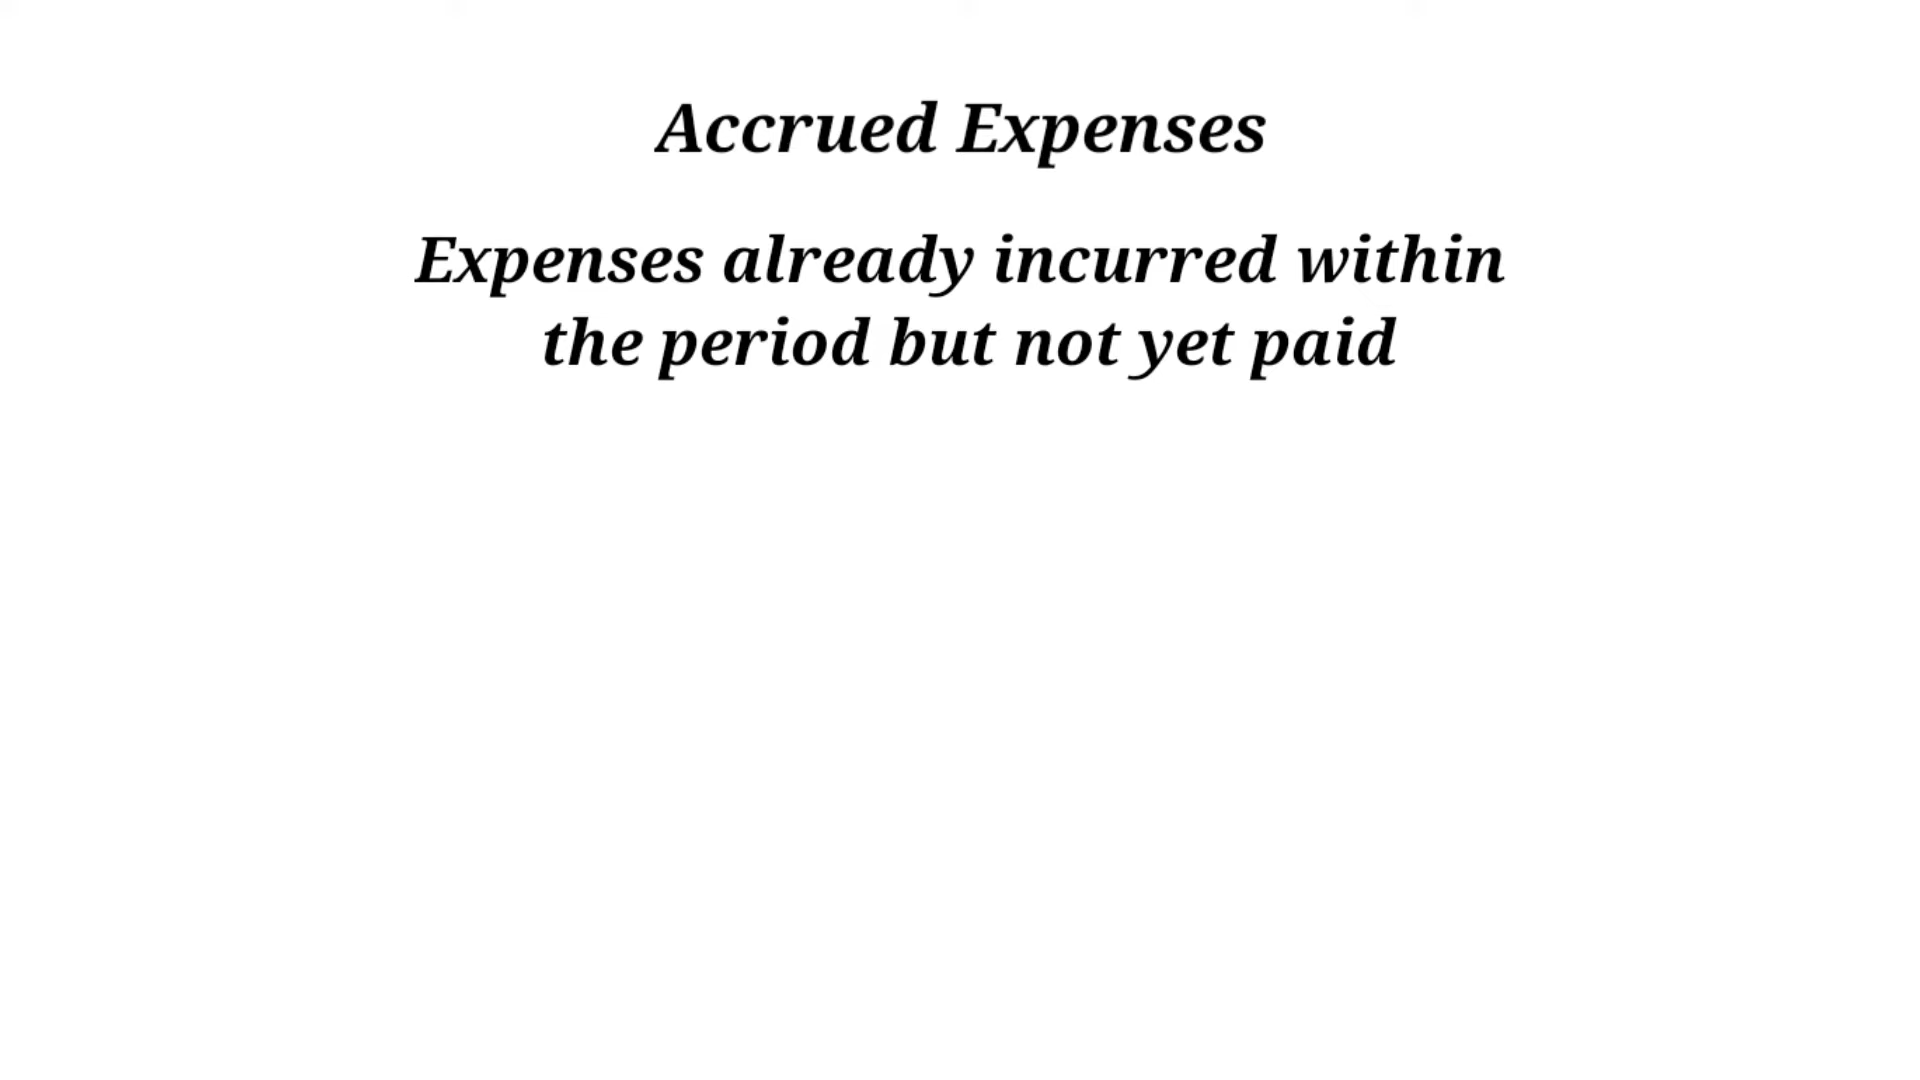 Accrued Expenses
Expenses already incurred within
the period but not yet paid